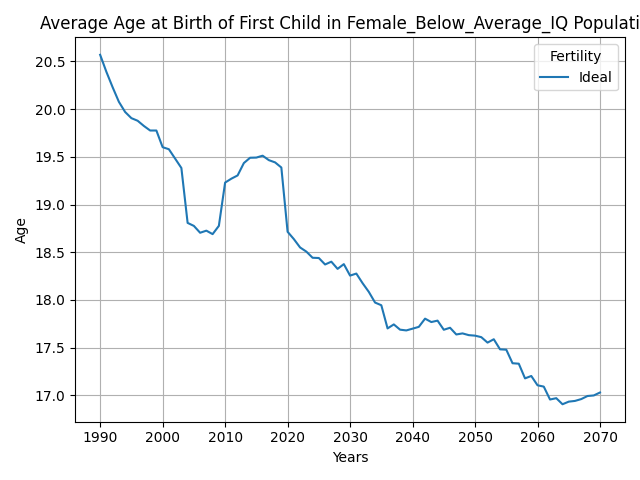 Average Age at Birth of First Child in Female_Below_Average_IQ Populati
Fertility
Ideal
20.5
20.0
19.5
19.0
18.5
18.0
17.5
17.0
Age
1990 2000 2010 2020 2030 2040 2050 2060 2070
Years